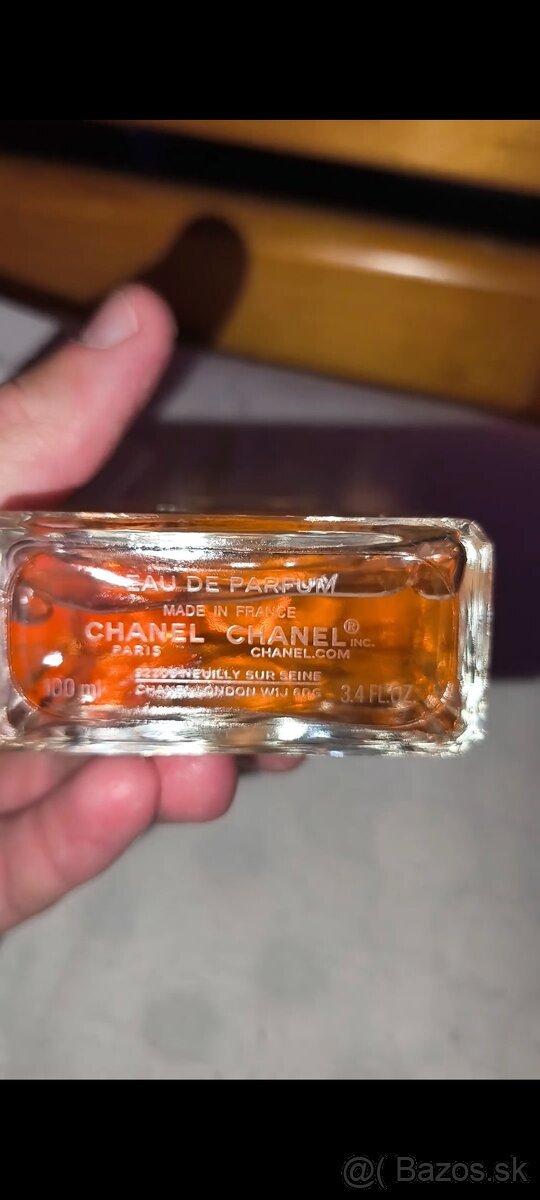 EAU DE PARFUM
MADE IN FRANCE
CHANEL CHANEL® INC.
PARIS CHANEL.COM
NEUILLY SUR SEINE
100 ml CHANEL LONDON W1J 6DG 3.4 FL.OZ
@( Bazos.sk